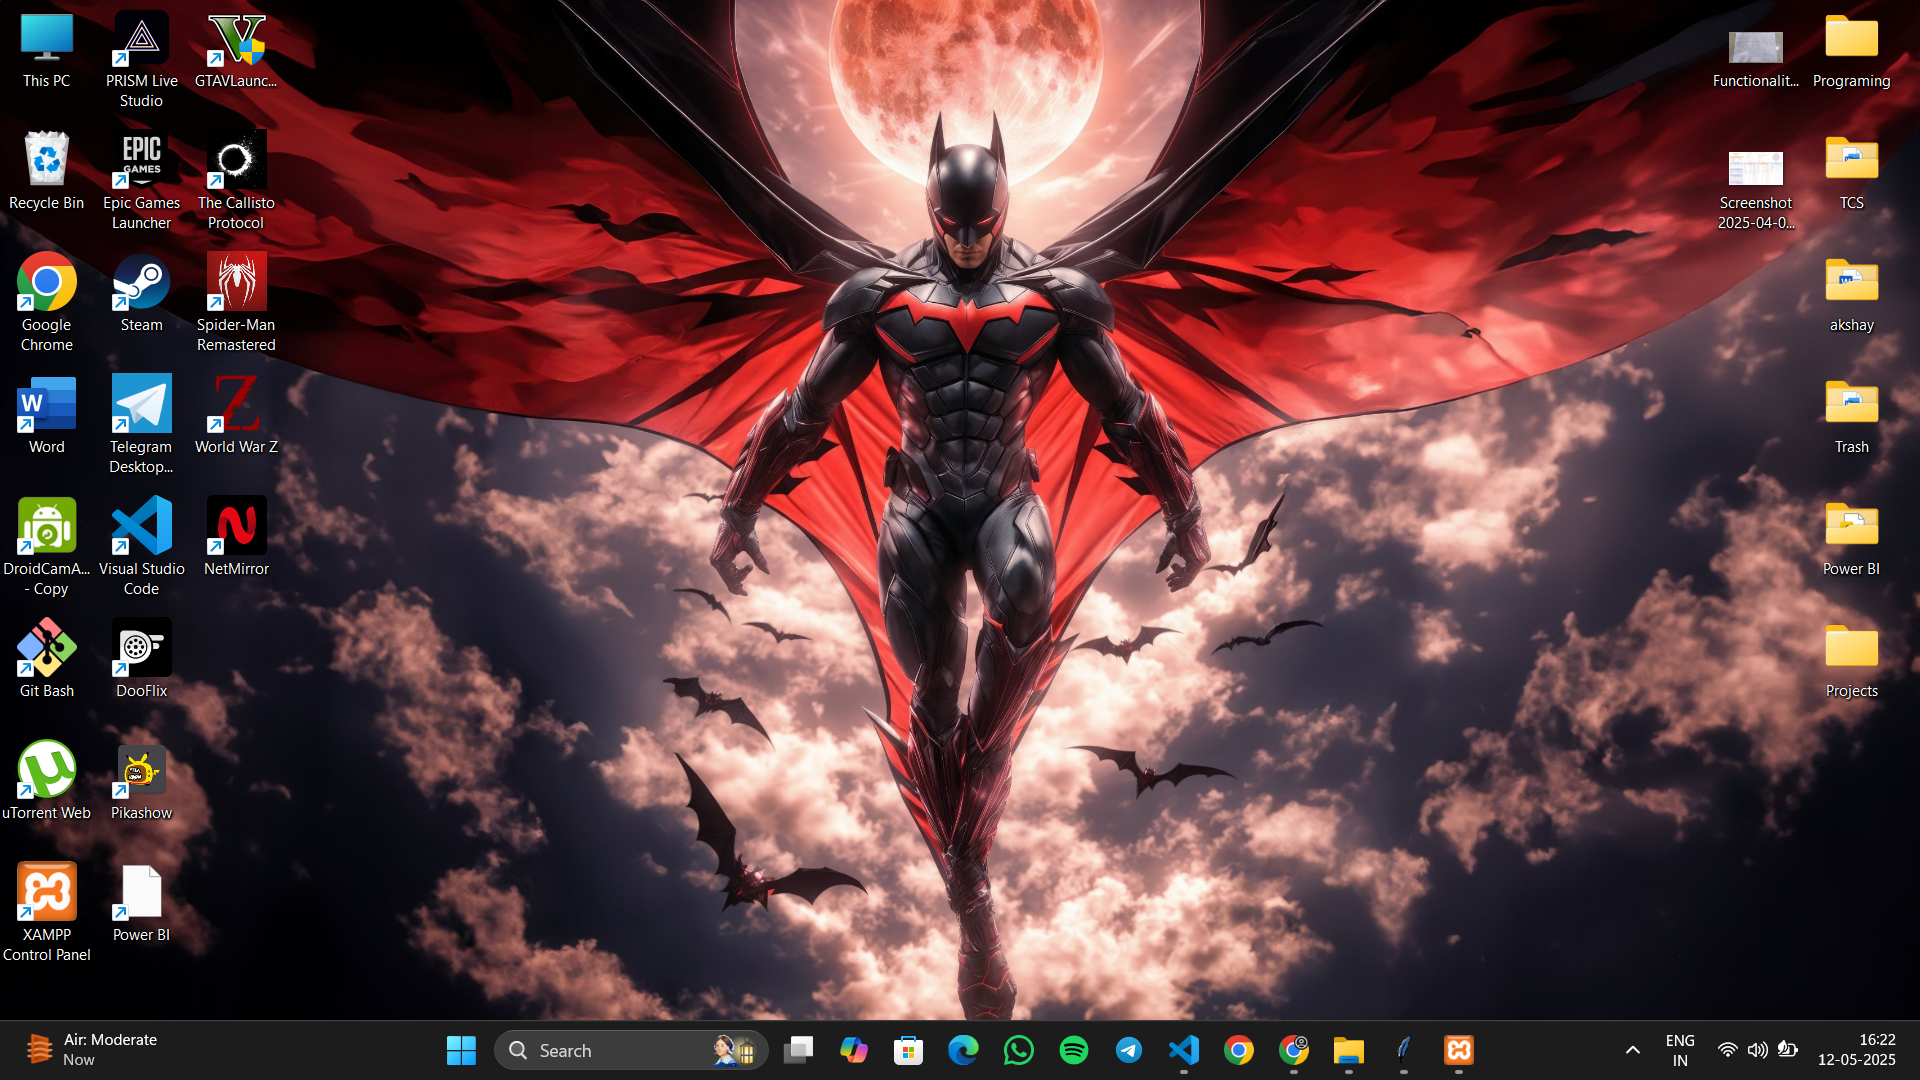 This PC
PRISM Live
Studio
GTAVLaunc...
Recycle Bin
EPIC
GAMES
Epic Games
Launcher
The Callisto
Protocol
Google
Chrome
Steam
Spider-Man
Remastered
W
Word
Telegram
Desktop...
Z
World War Z
DroidCamA...
- Copy
Visual Studio
Code
N
NetMirror
Git Bash
DooFlix
uTorrent Web
Pikashow
XAMPP
Control Panel
Power BI
Functionalit...
Programing
Screenshot
2025-04-0...
TCS
akshay
Trash
Power BI
Projects
Air: Moderate
Now
Search
ENG
IN
16:22
12-05-2025